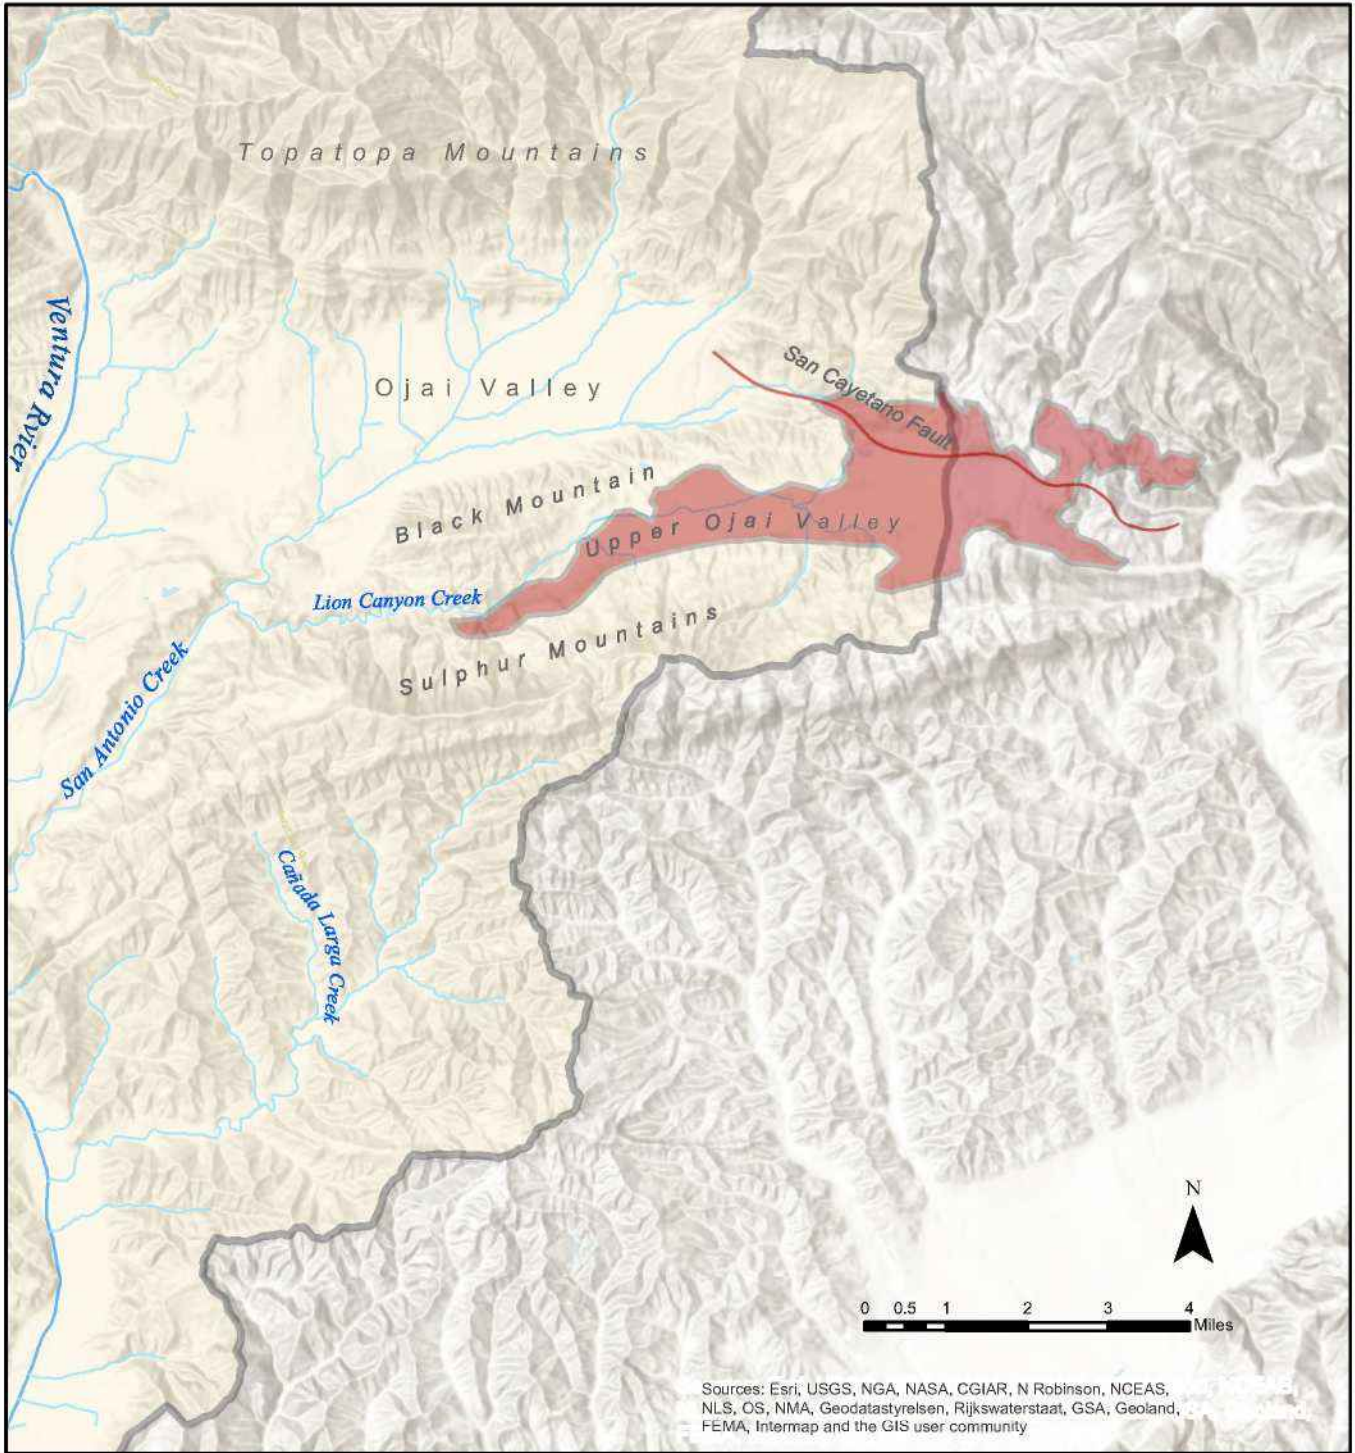 Topatopa Mountains
Ventura Rvier
San Cayetano Fault
Ojai Valley
Black Mountain
Upper Ojai Valley
Lion Canyon Creek
Sulphur Mountains
San Antonio Creek
Cañada Larga Creek
N
0 0.5 1 2 3 4
Miles
Sources: Esri, USGS, NGA, NASA, CGIAR, N Robinson, NCEAS,
NLS, OS, NMA, Geodatastyrelsen, Rijkswaterstaat, GSA, Geoland,
FEMA, Intermap and the GIS user community